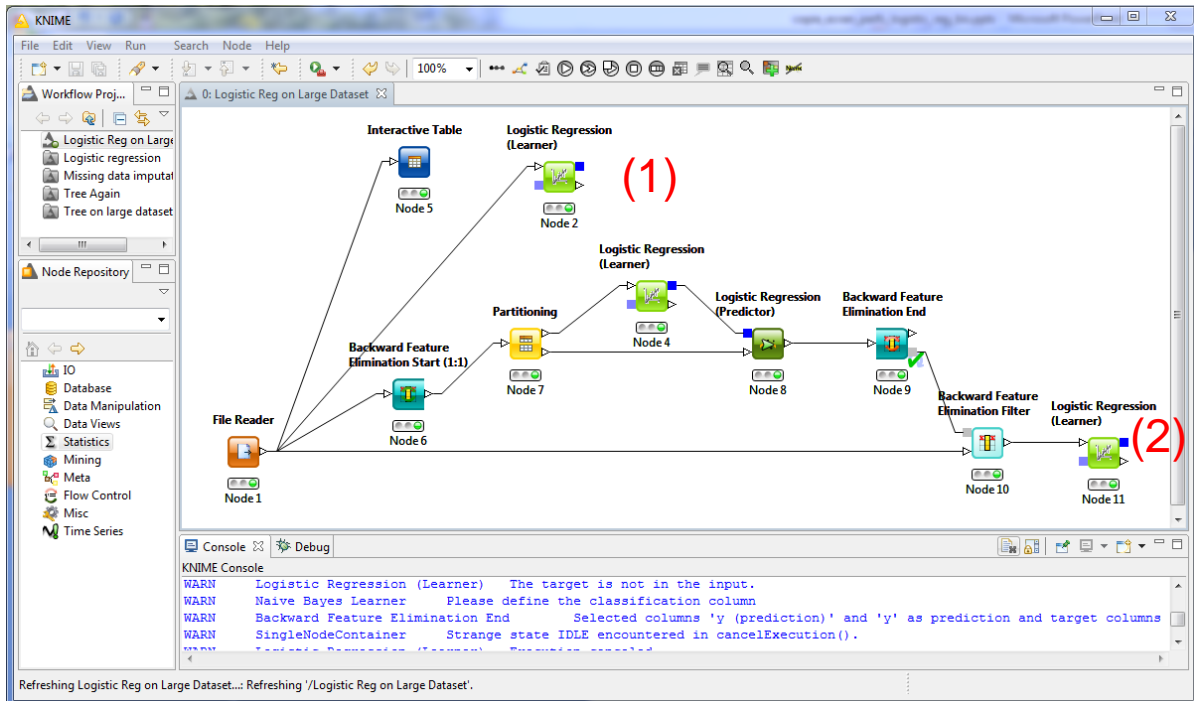 KNIME
File Edit View Run Search Node Help
100%
Workflow Proj...
0: Logistic Reg on Large Dataset
Logistic Reg on Large
Logistic regression
Missing data imputat
Tree Again
Tree on large dataset
Node Repository
IO
Database
Data Manipulation
Data Views
Statistics
Mining
Meta
Flow Control
Misc
Time Series
Interactive Table
Node 5
Logistic Regression
(Learner)
Node 2
(1)
Logistic Regression
(Learner)
Node 4
Partitioning
Node 7
Logistic Regression
(Predictor)
Node 8
Backward Feature
Elimination End
Node 9
Backward Feature
Elimination Start (1:1)
Node 6
File Reader
Node 1
Backward Feature
Elimination Filter
Node 10
Logistic Regression
(Learner)
Node 11
(2)
Console Debug
KNIME Console
WARN Logistic Regression (Learner) The target is not in the input.
WARN Naive Bayes Learner Please define the classification column
WARN Backward Feature Elimination End Selected columns 'y (prediction)' and 'y' as prediction and target columns
WARN SingleNodeContainer Strange state IDLE encountered in cancelExecution().
WARN Logistic Regression (Learner) Execution canceled
Refreshing Logistic Reg on Large Dataset...: Refreshing '/Logistic Reg on Large Dataset'.